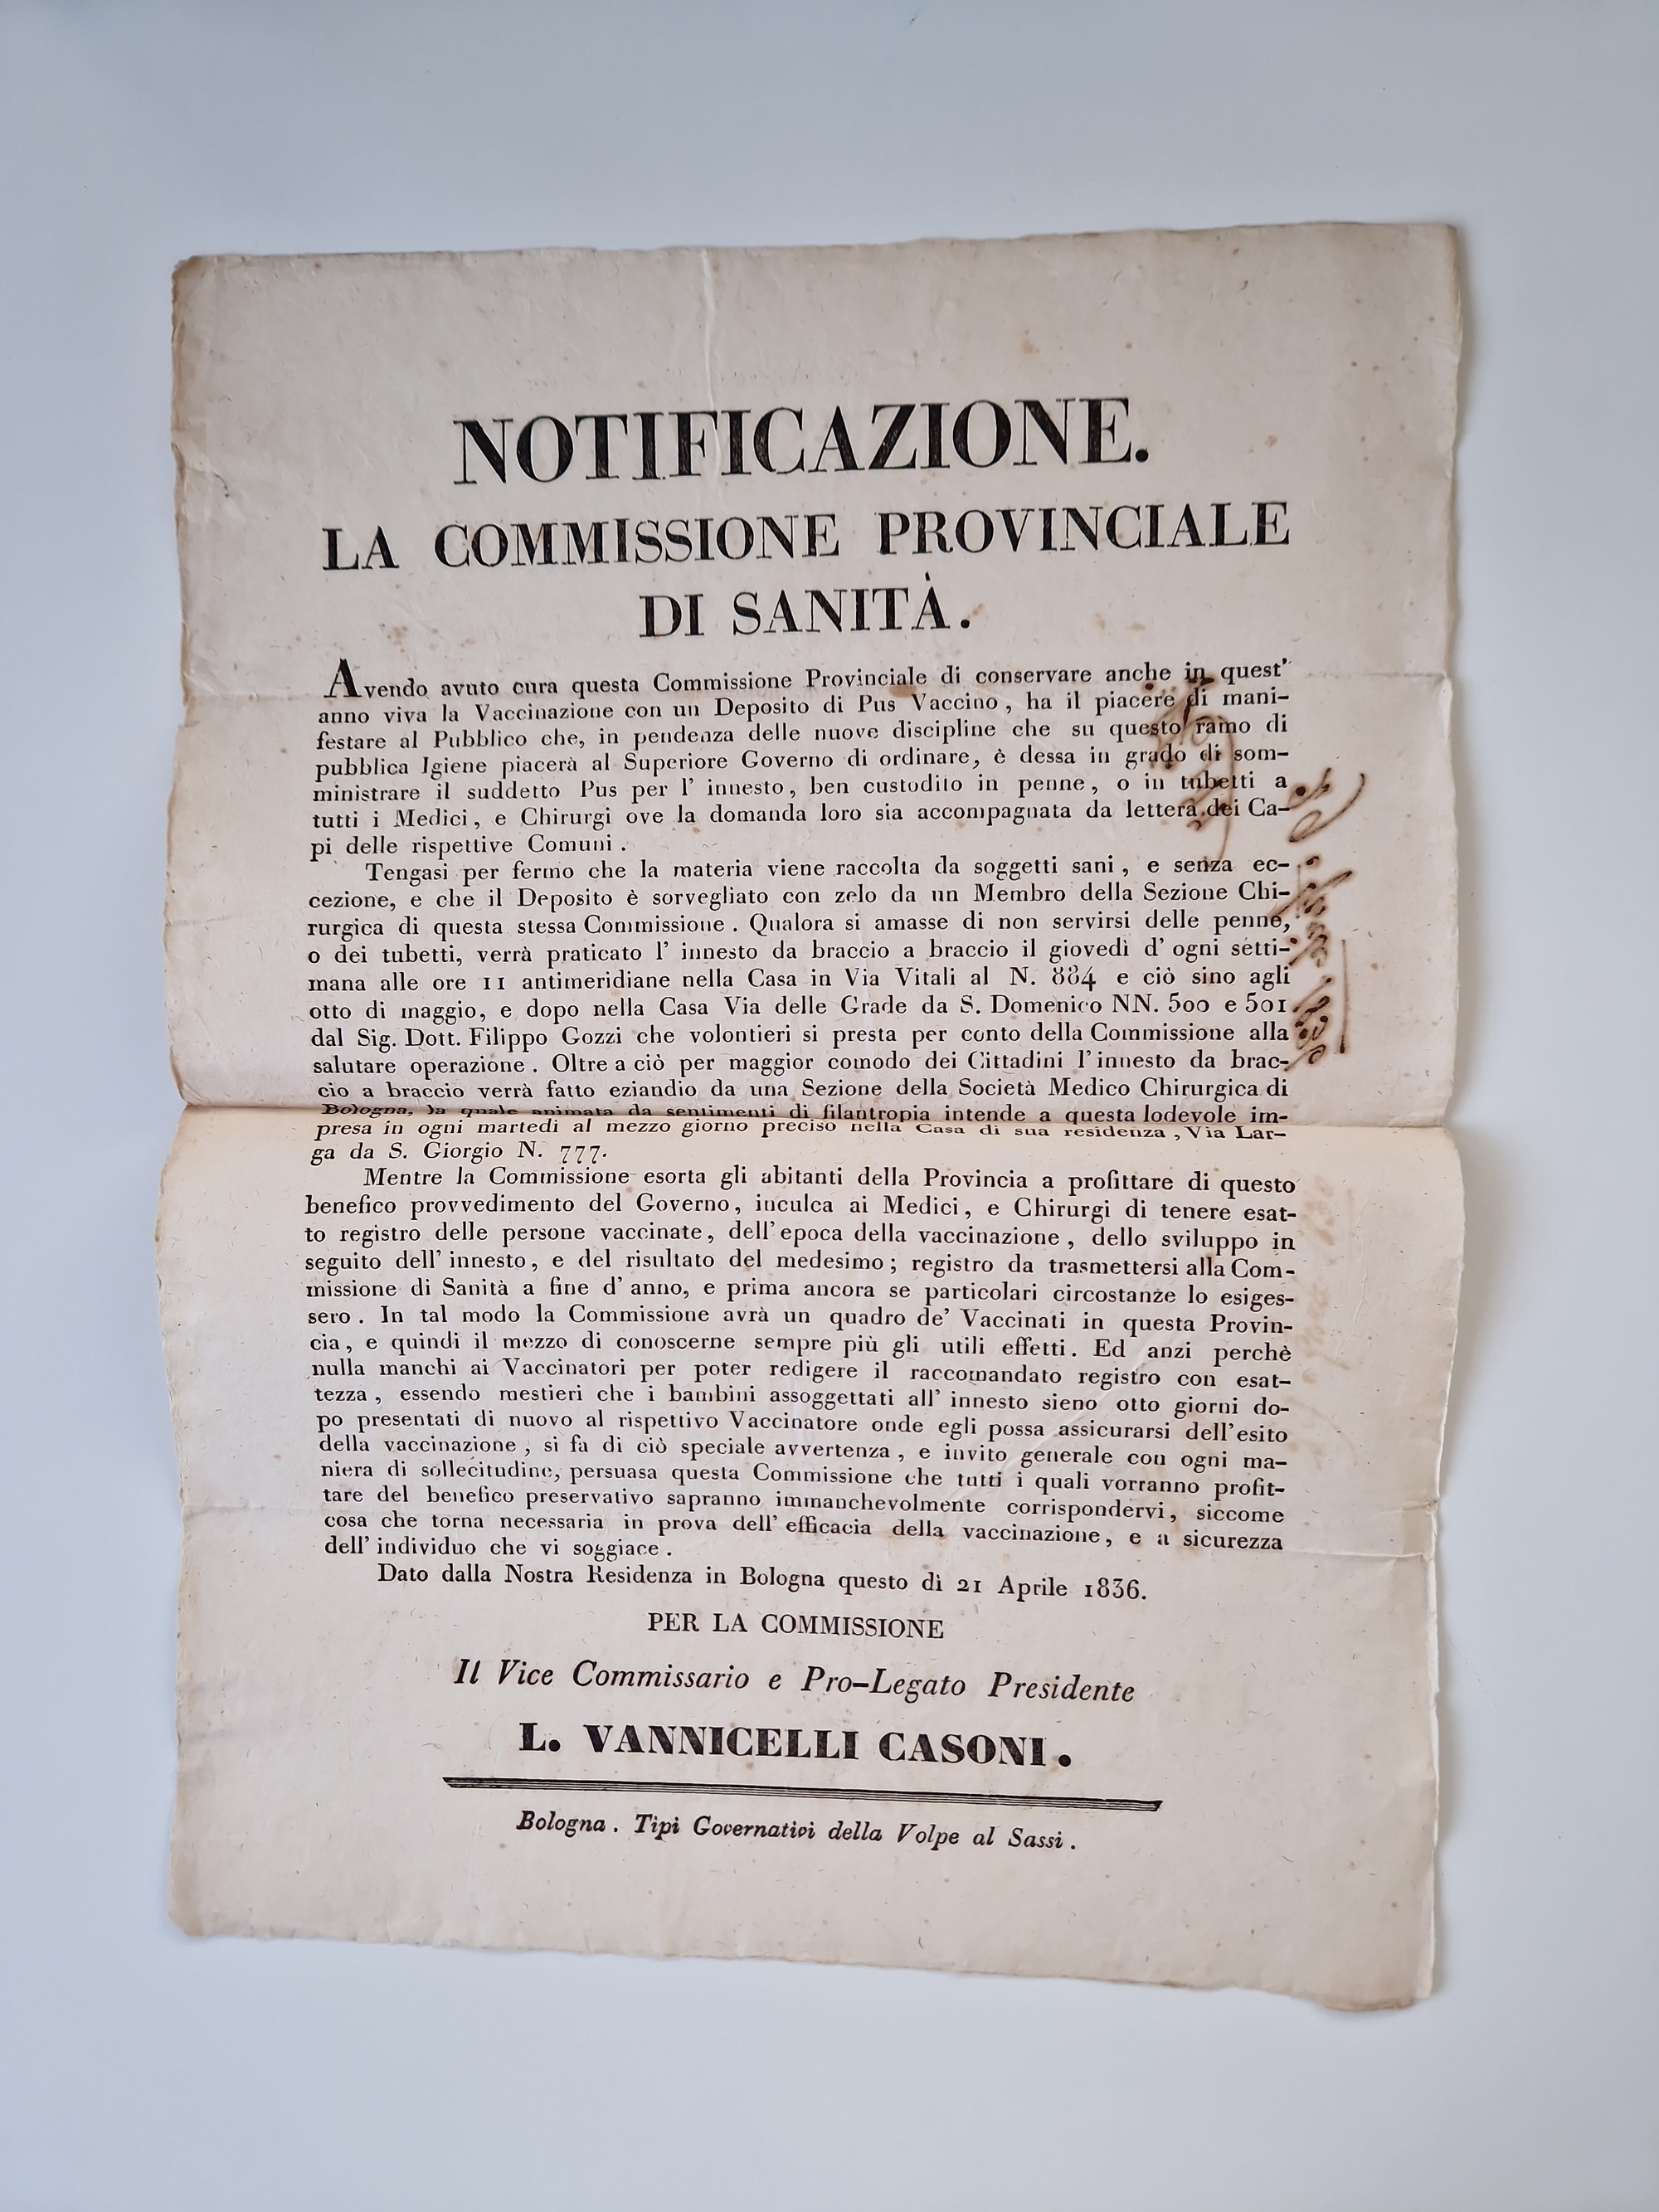 NOTIFICAZIONE.
LA COMMISSIONE PROVINCIALE
DI SANITÀ.
Avendo avuto cura questa Commissione Provinciale di conservare anche in quest'
anno viva la Vaccinazione con un Deposito di Pus Vaccino, ha il piacere di mani-
festare al Pubblico che, in pendenza delle nuove discipline che su questo ramo di
pubblica Igiene piacerà al Superiore Governo di ordinare, è dessa in grado di som-
ministrare il suddetto Pus per l' innesto, ben custodito in penne, o in tubetti a
tutti i Medici, e Chirurgi ove la domanda loro sia accompagnata da lettera dei Ca-
pi delle rispettive Comuni.
Tengasi per fermo che la materia viene raccolta da soggetti sani, e senza ec-
cezione, e che il Deposito è sorvegliato con zelo da un Membro della Sezione Chi-
rurgica di questa stessa Commissione. Qualora si amasse di non servirsi delle penne,
o dei tubetti, verrà praticato l' innesto da braccio a braccio il giovedì d' ogni setti-
mana alle ore 11 antimeridiane nella Casa in Via Vitali al N. 884 e ciò sino agli
otto di maggio, e dopo nella Casa Via delle Grade da S. Domenico NN. 500 e 501
dal Sig. Dott. Filippo Gozzi che volontieri si presta per conto della Commissione alla
salutare operazione. Oltre a ciò per maggior comodo dei Cittadini l' innesto da brac-
cio a braccio verrà fatto eziandio da una Sezione della Società Medico Chirurgica di
Bologna, la quale animata da sentimenti di filantropia intende a questa lodevole im-
presa in ogni martedì al mezzo giorno preciso nella Casa di sua residenza, Via Lar-
ga da S. Giorgio N. 777.
Mentre la Commissione esorta gli abitanti della Provincia a profittare di questo
benefico provvedimento del Governo, inculca ai Medici, e Chirurgi di tenere esat-
to registro delle persone vaccinate, dell' epoca della vaccinazione, dello sviluppo in
seguito dell' innesto, e del risultato del medesimo; registro da trasmettersi alla Com-
missione di Sanità a fine d' anno, e prima ancora se particolari circostanze lo esiges-
sero. In tal modo la Commissione avrà un quadro de' Vaccinati in questa Provin-
cia, e quindi il mezzo di conoscerne sempre più gli utili effetti. Ed anzi perchè
nulla manchi ai Vaccinatori per poter redigere il raccomandato registro con esat-
tezza, essendo mestieri che i bambini assoggettati all' innesto sieno otto giorni do-
po presentati di nuovo al rispettivo Vaccinatore onde egli possa assicurarsi dell' esito
della vaccinazione, si fa di ciò speciale avvertenza, e invito generale con ogni ma-
niera di sollecitudine, persuasa questa Commissione che tutti i quali vorranno profit-
tare del benefico preservativo sapranno immanchevolmente corrispondervi, siccome
cosa che torna necessaria in prova dell' efficacia della vaccinazione, e a sicurezza
dell' individuo che vi soggiace.
Dato dalla Nostra Residenza in Bologna questo dì 21 Aprile 1836.
PER LA COMMISSIONE
Il Vice Commissario e Pro-Legato Presidente
L. VANNICELLI CASONI.
Bologna. Tipi Governativi della Volpe al Sassi.